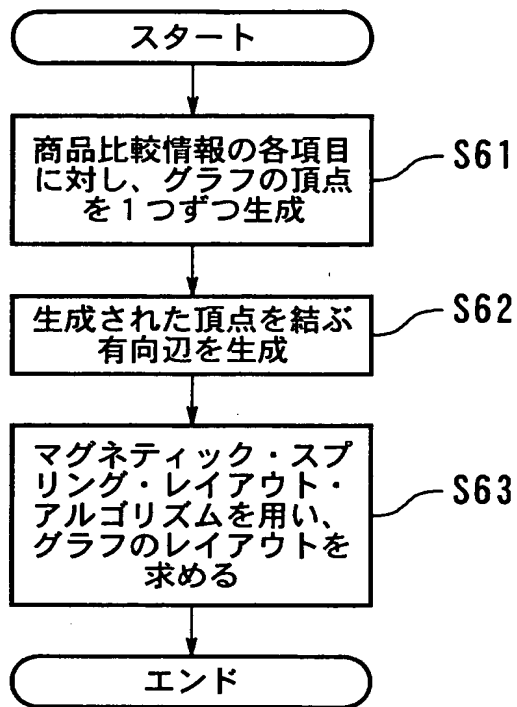 スタート
商品比較情報の各項目
に対し、グラフの頂点
を1つずつ生成
S61
生成された頂点を結ぶ
有向辺を生成
S62
マグネティック・スプ
リング・レイアウト・
アルゴリズムを用い、
グラフのレイアウトを
求める
S63
エンド